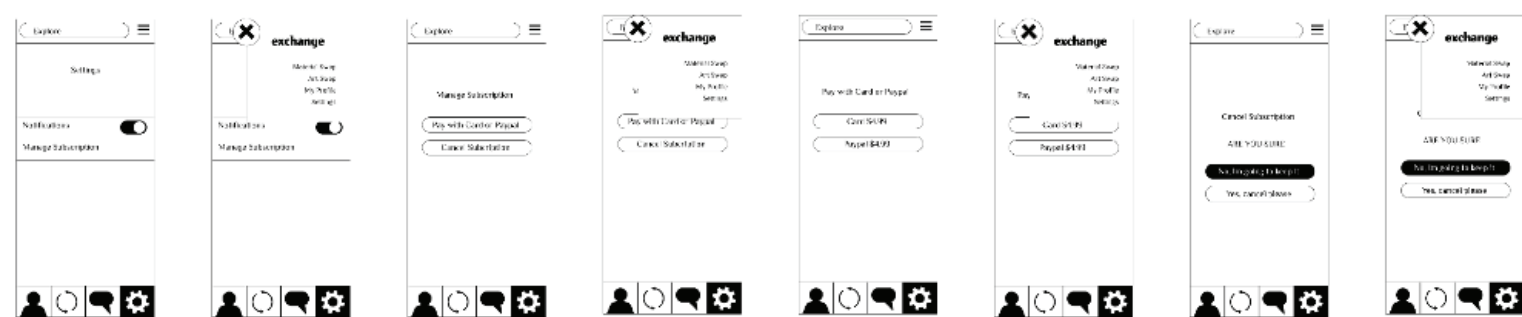 Explore
Settings
Notifications
Manage Subscription
exchange
Material Swap
Art Swap
My Profile
Settings
Notifications
Manage Subscription
Explore
Manage Subscription
Pay with Card or Paypal
Cancel Subscription
exchange
Material Swap
Art Swap
My Profile
Settings
Pay with Card or Paypal
Cancel Subscription
Explore
Pay with Card or Paypal
Card $4.99
Paypal $4.99
exchange
Material Swap
Art Swap
My Profile
Settings
Pay
Card $4.99
Paypal $4.99
Explore
Cancel Subscription
ARE YOU SURE?
No, I'm going to keep it
Yes, cancel please
exchange
Material Swap
Art Swap
My Profile
Settings
ARE YOU SURE
No, I'm going to keep it
Yes, cancel please